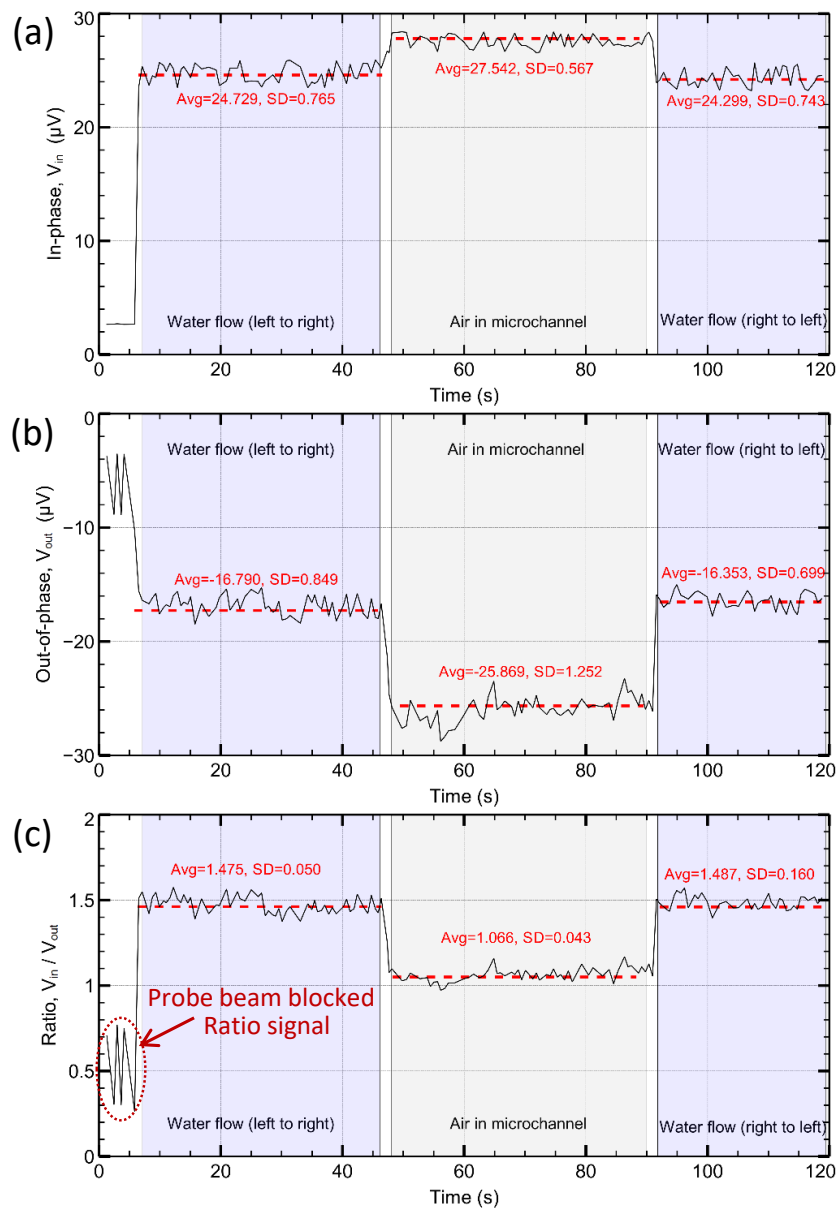 (a)
30
20
10
0
In-phase, V_in (μV)
Avg=24.729, SD=0.765
27.542, SD=0.567
Avg=24.299, SD=0.743
Water flow (left to right)
Air in microchannel
Water flow (right to left)
0 20 40 60 80 100 120
Time (s)
(b)
0
−10
−20
−30
Out-of-phase, V_out (μV)
Water flow (left to right)
Air in microchannel
Water flow (right to left)
Avg=-16.790, SD=0.849
Avg=-25.869, SD=1.252
Avg=-16.353, SD=0.699
0 20 40 60 80 100 120
Time (s)
(c)
2
1.5
1
0.5
0
Ratio, V_in / V_out
Avg=1.475, SD=0.050
Avg=1.066, SD=0.043
Avg=1.487, SD=0.160
Probe beam blocked
Ratio signal
Water flow (left to right)
Air in microchannel
Water flow (right to left)
0 20 40 60 80 100 120
Time (s)